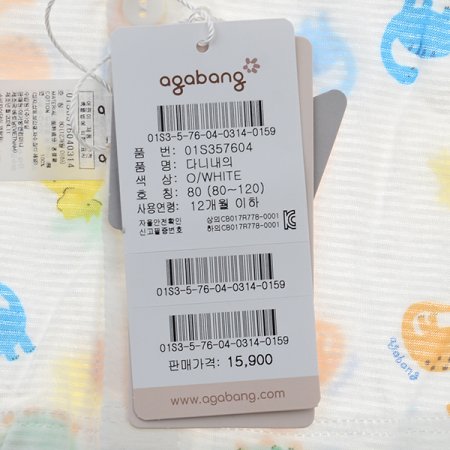 agabang
01S3-5-76-04-0314-0159
품 번: 01S357604
품 명: 다니내의
색 상: O/WHITE
호 칭: 80 (80~120)
사용연령: 12개월 이하
자율안전확인 상의CB017R778-0001
신고필증번호 하의CB017R778-0001
01S3-5-76-04-0314-0159
01S3-5-76-04-0314-0159
판매가격: 15,900
www.agabang.com
agabang